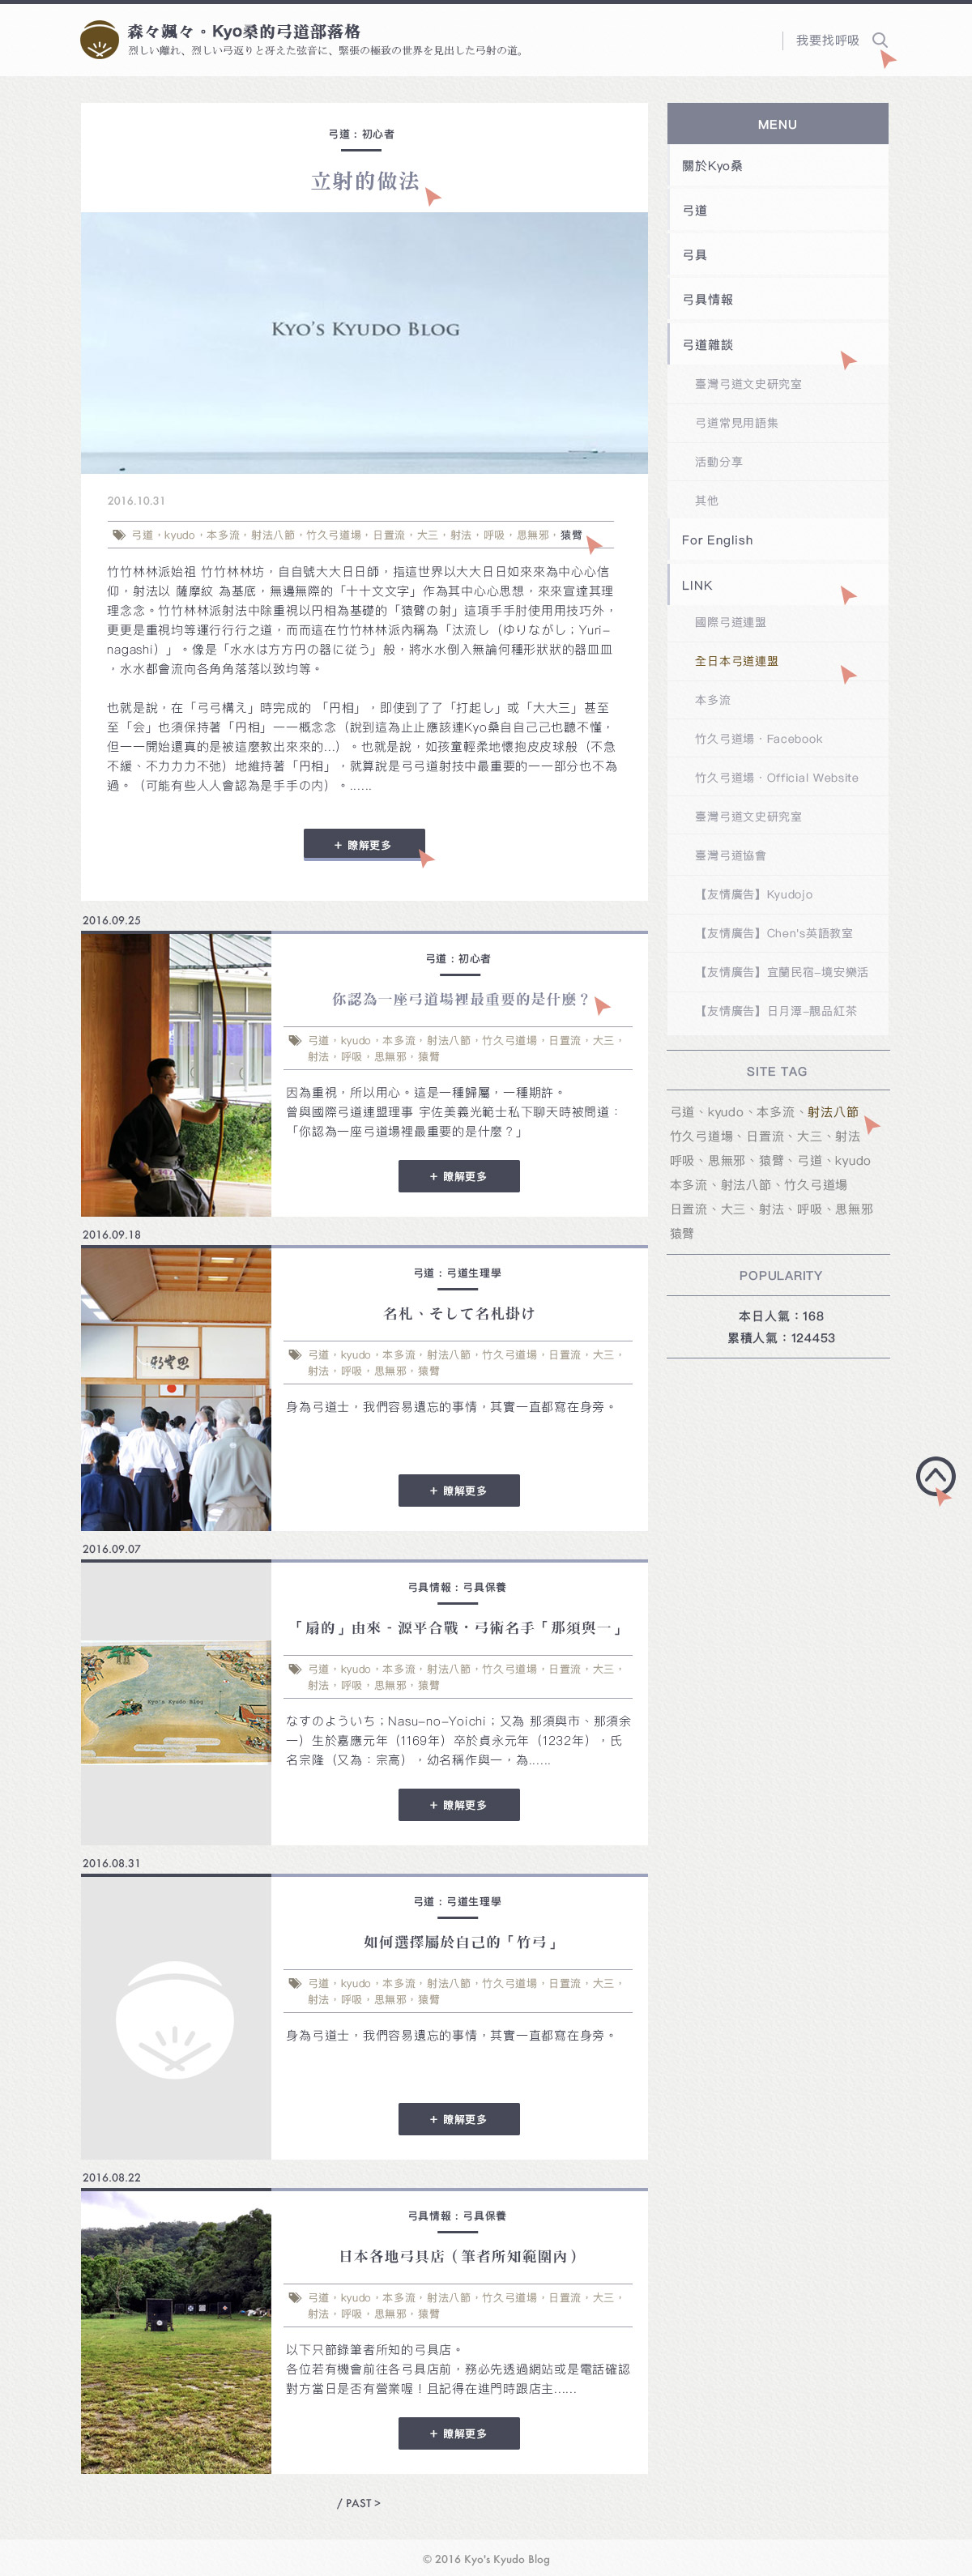 森々颯々。Kyo桑的弓道部落格
烈しい離れ、烈しい弓返りと冴えた弦音に、緊張の極致の世界を見出した弓射の道。
我要找呼吸
弓道：初心者
立射的做法
KYO'S KYUDO BLOG
2016.10.31
弓道，kyudo，本多流，射法八節，竹久弓道場，日置流，大三，射法，呼吸，思無邪，猿臂
竹竹林林派始祖 竹竹林林坊，自自號大大日日師，指這世界以大大日日如來來為中心心信
仰，射法以 薩摩紋 為基底，無邊無際的「十十文文字」作為其中心心思想，來來宣達其理
理念念。竹竹林林派射法中除重視以円相為基礎的「猿臂の射」這項手手肘使用用技巧外，
更更是重視均等運行行行之道，而而這在竹竹林林派內稱為「汰流し（ゆりながし；Yuri-
nagashi）」。像是「水水は方方円の器に従う」般，將水水倒入無論何種形狀狀的器皿皿
，水水都會流向各角角落落以致均等。
也就是說，在「弓弓構え」時完成的 「円相」，即使到了了「打起し」或「大大三」甚至
至「会」也須保持著「円相」一一概念念（說到這為止止應該連Kyo桑自自己己也聽不懂，
但一一開始還真的是被這麼教出來來的...）。也就是說，如孩童輕柔地懷抱皮皮球般（不急
不緩、不力力力不弛）地維持著「円相」，就算說是弓弓道射技中最重要的一一部分也不為
過。（可能有些人人會認為是手手の内）。......
+ 瞭解更多
2016.09.25
弓道：初心者
你認為一座弓道場裡最重要的是什麼？
弓道，kyudo，本多流，射法八節，竹久弓道場，日置流，大三，
射法，呼吸，思無邪，猿臂
因為重視，所以用心。這是一種歸屬，一種期許。
曾與國際弓道連盟理事 宇佐美義光範士私下聊天時被問道：
「你認為一座弓道場裡最重要的是什麼？」
+ 瞭解更多
2016.09.18
弓道：弓道生理學
名札、そして名札掛け
弓道，kyudo，本多流，射法八節，竹久弓道場，日置流，大三，
射法，呼吸，思無邪，猿臂
身為弓道士，我們容易遺忘的事情，其實一直都寫在身旁。
+ 瞭解更多
2016.09.07
弓具情報：弓具保養
「扇的」由來 - 源平合戰・弓術名手「那須與一」
弓道，kyudo，本多流，射法八節，竹久弓道場，日置流，大三，
射法，呼吸，思無邪，猿臂
Kyo's Kyudo Blog
なすのよういち；Nasu-no-Yoichi；又為 那須與市、那須余
一）生於嘉應元年（1169年）卒於貞永元年（1232年），氏
名宗隆（又為：宗高），幼名稱作與一，為......
+ 瞭解更多
2016.08.31
弓道：弓道生理學
如何選擇屬於自己的「竹弓」
弓道，kyudo，本多流，射法八節，竹久弓道場，日置流，大三，
射法，呼吸，思無邪，猿臂
身為弓道士，我們容易遺忘的事情，其實一直都寫在身旁。
+ 瞭解更多
2016.08.22
弓具情報：弓具保養
日本各地弓具店（筆者所知範圍內）
弓道，kyudo，本多流，射法八節，竹久弓道場，日置流，大三，
射法，呼吸，思無邪，猿臂
以下只節錄筆者所知的弓具店。
各位若有機會前往各弓具店前，務必先透過網站或是電話確認
對方當日是否有營業喔！且記得在進門時跟店主......
+ 瞭解更多
/ PAST >
MENU
關於Kyo桑
弓道
弓具
弓具情報
弓道雜談
臺灣弓道文史研究室
弓道常見用語集
活動分享
其他
For English
LINK
國際弓道連盟
全日本弓道連盟
本多流
竹久弓道場・Facebook
竹久弓道場・Official Website
臺灣弓道文史研究室
臺灣弓道協會
【友情廣告】Kyudojo
【友情廣告】Chen's英語教室
【友情廣告】宜蘭民宿-境安樂活
【友情廣告】日月潭-靚品紅茶
SITE TAG
弓道、kyudo、本多流、射法八節
竹久弓道場、日置流、大三、射法
呼吸、思無邪、猿臂、弓道、kyudo
本多流、射法八節、竹久弓道場
日置流、大三、射法、呼吸、思無邪
猿臂
POPULARITY
本日人氣：168
累積人氣：124453
© 2016 Kyo's Kyudo Blog